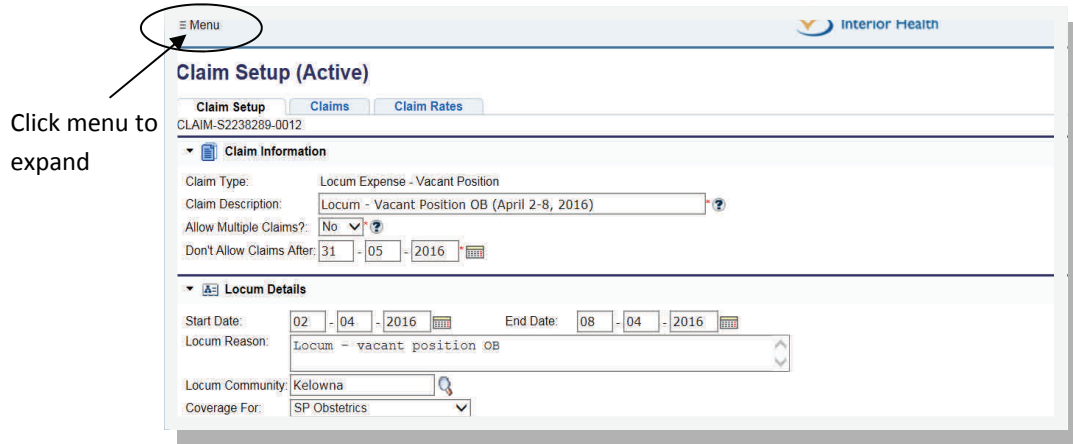 ≡ Menu
Interior Health
Claim Setup (Active)
Click menu to
expand
Claim Setup Claims Claim Rates
CLAIM-S2238289-0012
Claim Information
Claim Type: Locum Expense - Vacant Position
Claim Description: Locum - Vacant Position OB (April 2-8, 2016) *
Allow Multiple Claims?: No *
Don't Allow Claims After: 31 - 05 - 2016 *
Locum Details
Start Date: 02 - 04 - 2016 End Date: 08 - 04 - 2016
Locum Reason: Locum - vacant position OB
Locum Community: Kelowna
Coverage For: SP Obstetrics